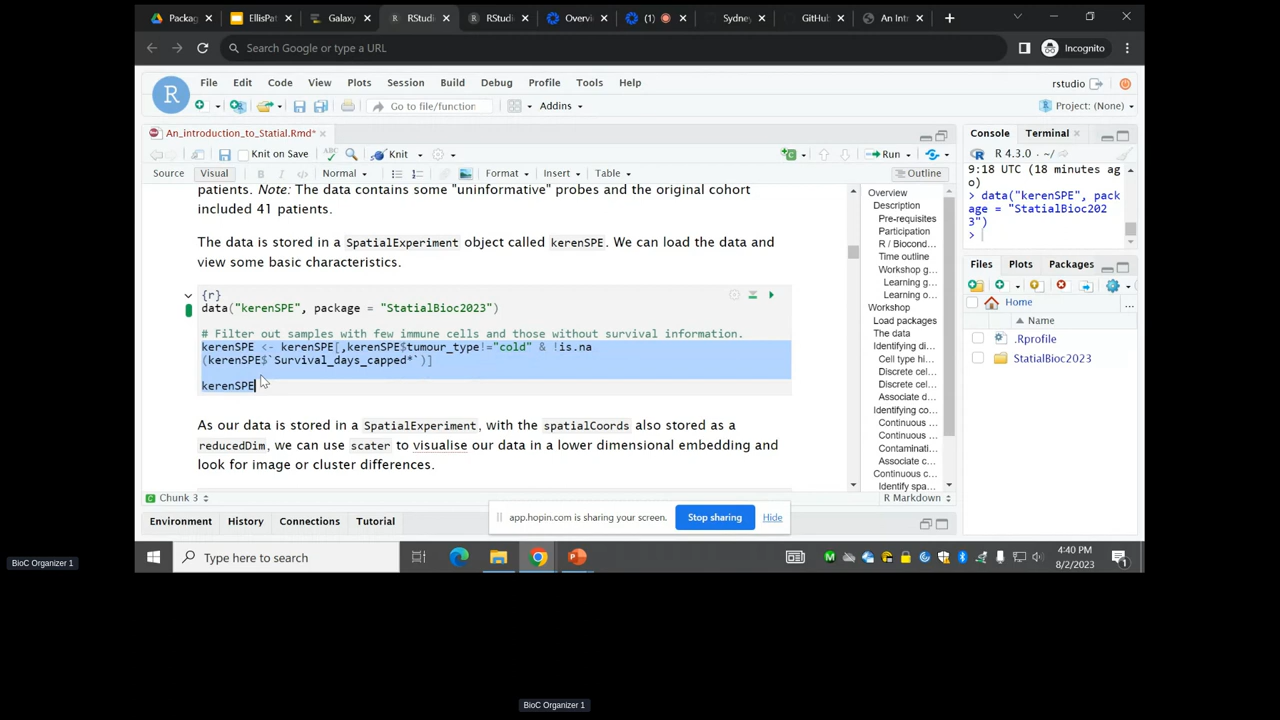 Packag
EllisPat
Galaxy
RStudi
RStudi
Overvi
(1)
Sydney
GitHub
An Intr
Search Google or type a URL
Incognito
R
File Edit Code View Plots Session Build Debug Profile Tools Help
rstudio
Go to file/function
Addins
Project: (None)
An_introduction_to_Statial.Rmd*
Knit on Save
ABC
Knit
Run
Source
Visual
B
I
Normal
Format
Insert
Table
Outline
patients. Note: The data contains some "uninformative" probes and the original cohort
included 41 patients.
The data is stored in a SpatialExperiment object called kerenSPE. We can load the data and
view some basic characteristics.
{r}
data("kerenSPE", package = "StatialBioc2023")
# Filter out samples with few immune cells and those without survival information.
kerenSPE <- kerenSPE[,kerenSPE$tumour_type!="cold" & !is.na
(kerenSPE$`Survival_days_capped*`)]
kerenSPE
As our data is stored in a SpatialExperiment, with the spatialCoords also stored as a
reducedDim, we can use scater to visualise our data in a lower dimensional embedding and
look for image or cluster differences.
Chunk 3
R Markdown
Overview
Description
Pre-requisites
Participation
R / Biocond...
Time outline
Workshop g...
Learning g...
Learning o...
Workshop
Load packages
The data
Identifying di...
Cell type hi...
Discrete cel...
Discrete cel...
Associate d...
Identifying co...
Continuous ...
Continuous ...
Contaminati...
Associate c...
Continuous c...
Identify spa...
Console
Terminal
R 4.3.0 · ~/
9:18 UTC (18 minutes ag
o)
> data("kerenSPE", pack
age = "StatialBioc202
3")
>
Files
Plots
Packages
Home
...
Name
.Rprofile
StatialBioc2023
Environment
History
Connections
Tutorial
app.hopin.com is sharing your screen.
Stop sharing
Hide
Type here to search
4:40 PM
8/2/2023
1
BioC Organizer 1
BioC Organizer 1